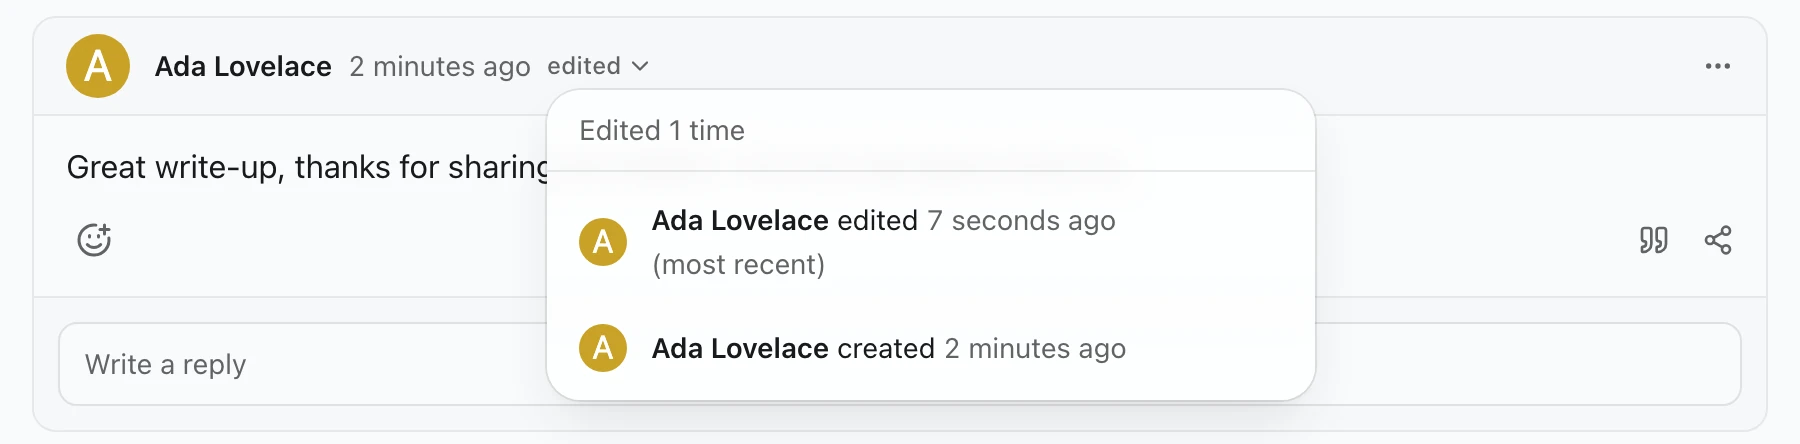 A Ada Lovelace 2 minutes ago edited
Edited 1 time
Great write-up, thanks for sharing
A Ada Lovelace edited 7 seconds ago
(most recent)
A Ada Lovelace created 2 minutes ago
Write a reply